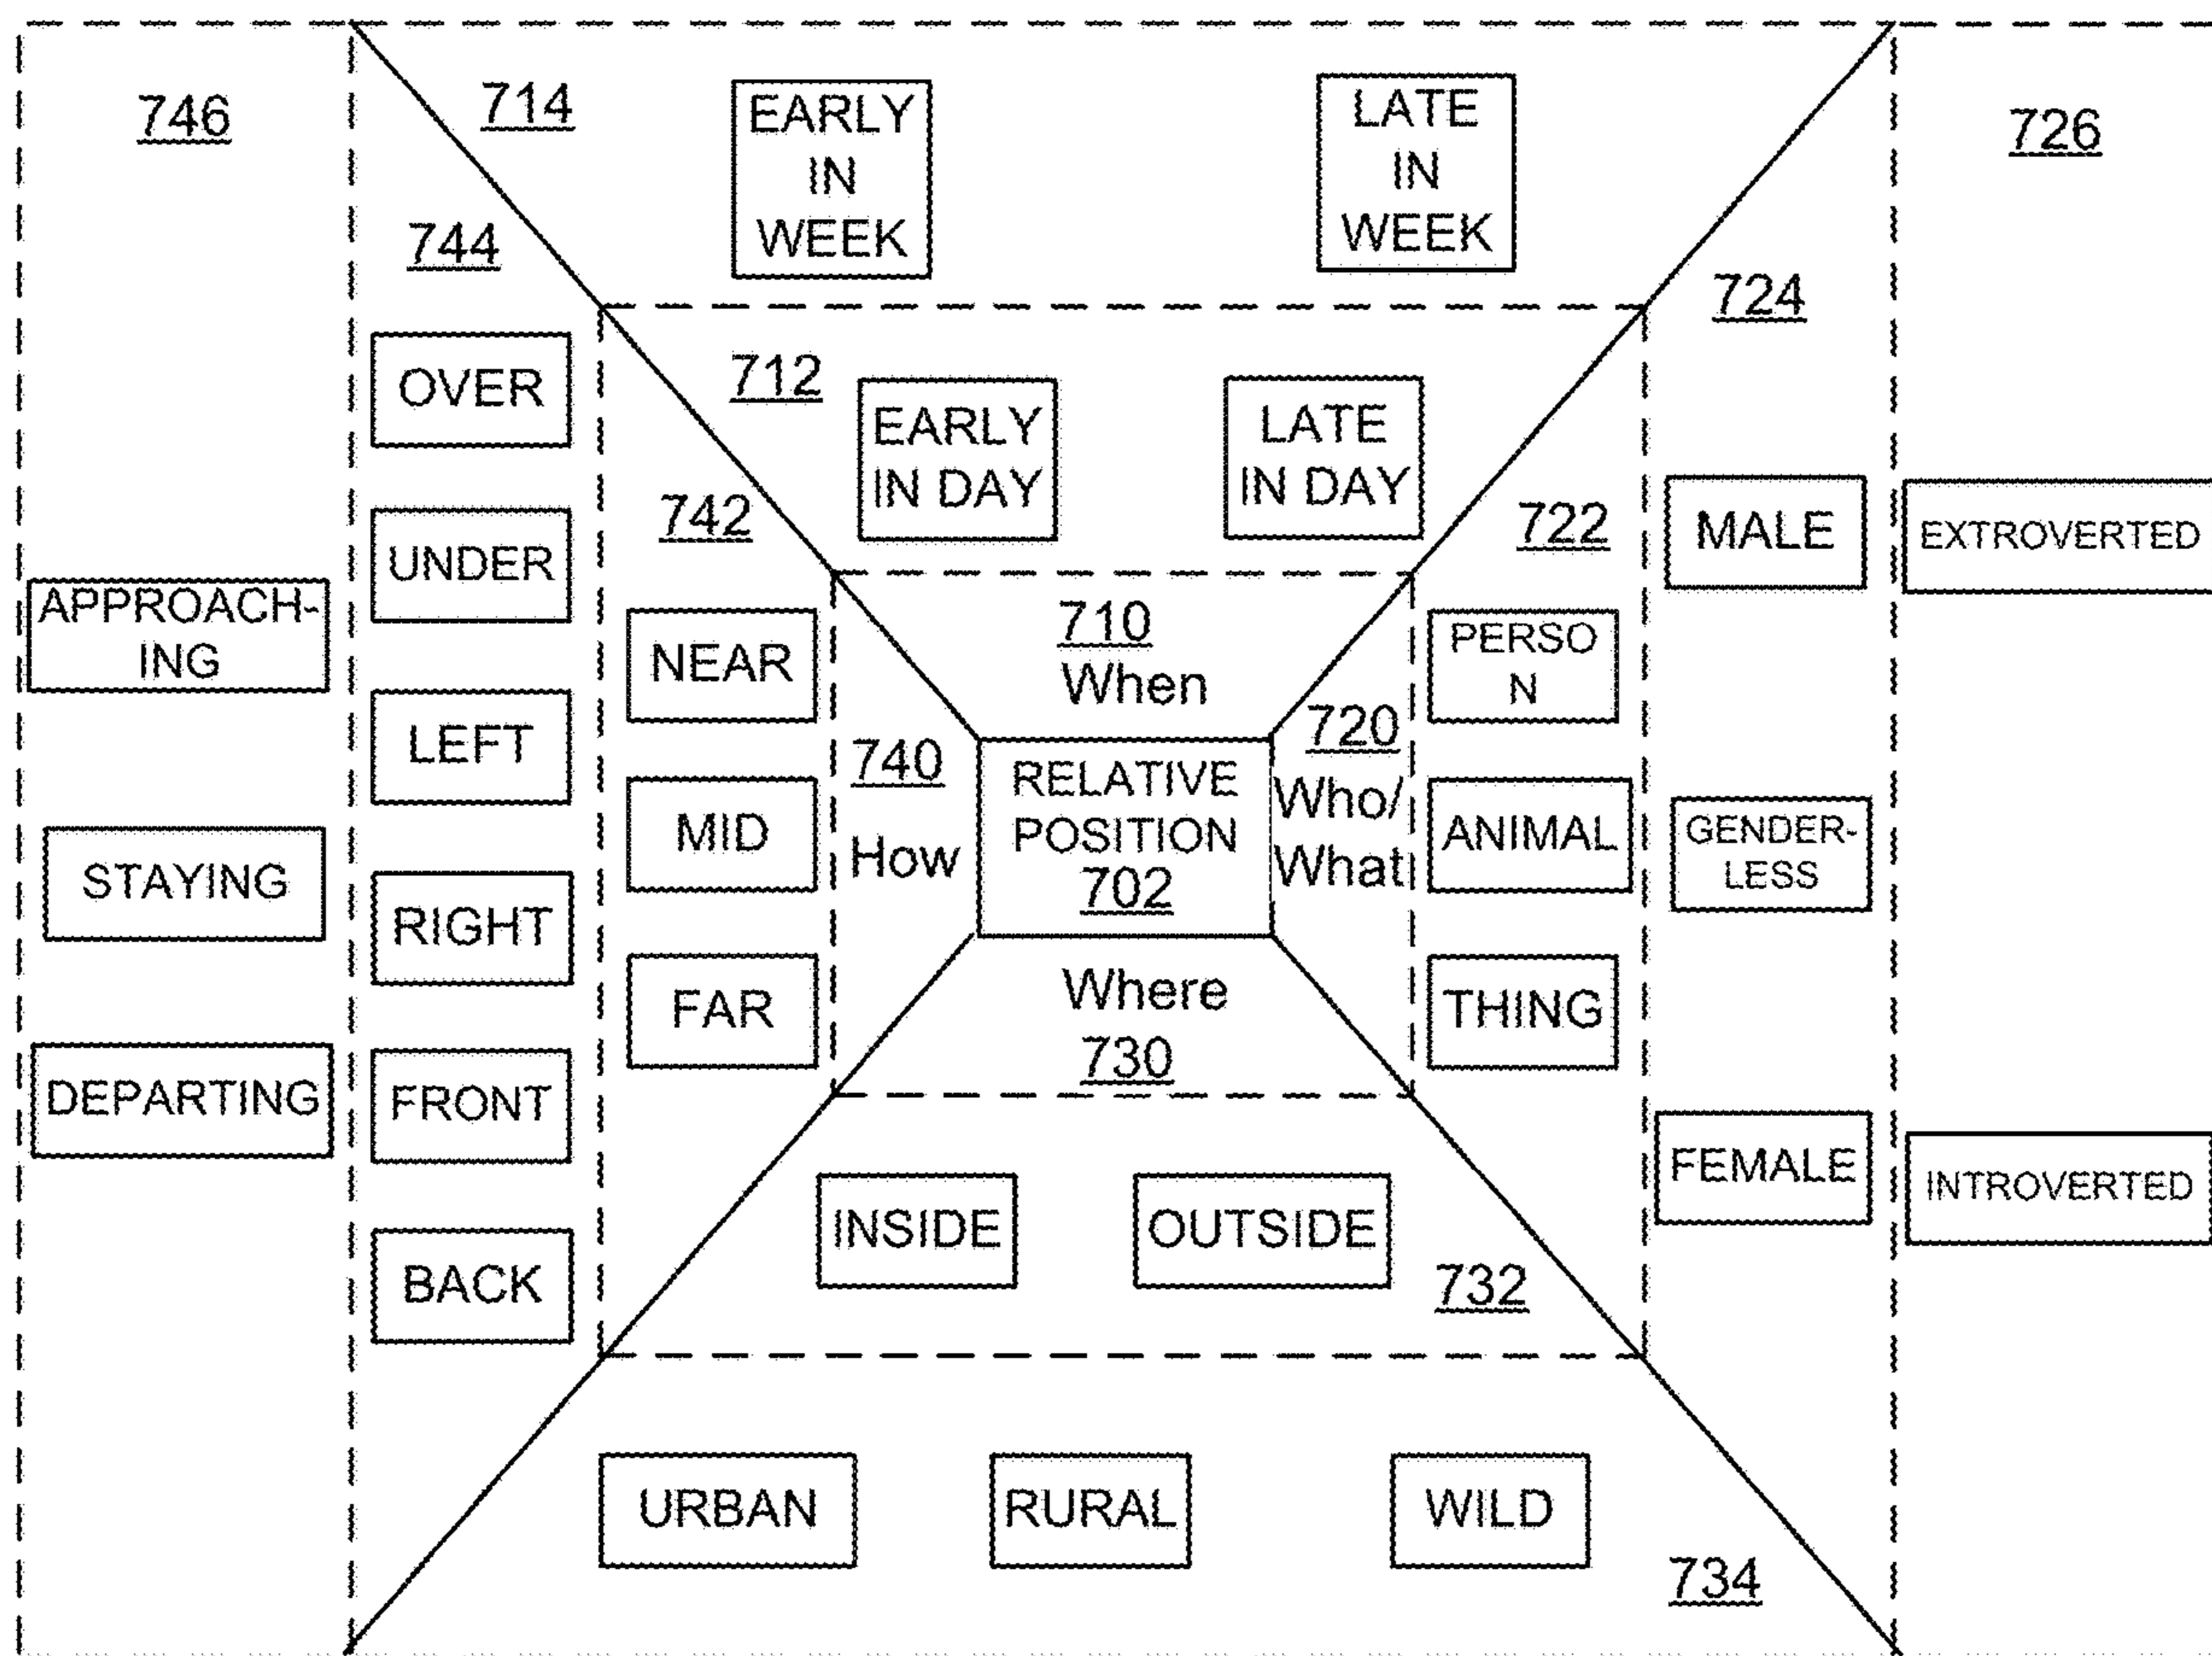 746
714
EARLY
IN
WEEK
LATE
IN
WEEK
726
744
724
OVER
712
EARLY
IN DAY
LATE
IN DAY
742
722
MALE
EXTROVERTED
UNDER
APPROACH-
ING
NEAR
710
When
PERSO
N
LEFT
740
How
RELATIVE
POSITION
702
720
Who/
What
MID
ANIMAL
GENDER-
LESS
STAYING
RIGHT
FAR
Where
730
THING
DEPARTING
FRONT
FEMALE
INTROVERTED
INSIDE
OUTSIDE
732
BACK
URBAN
RURAL
WILD
734